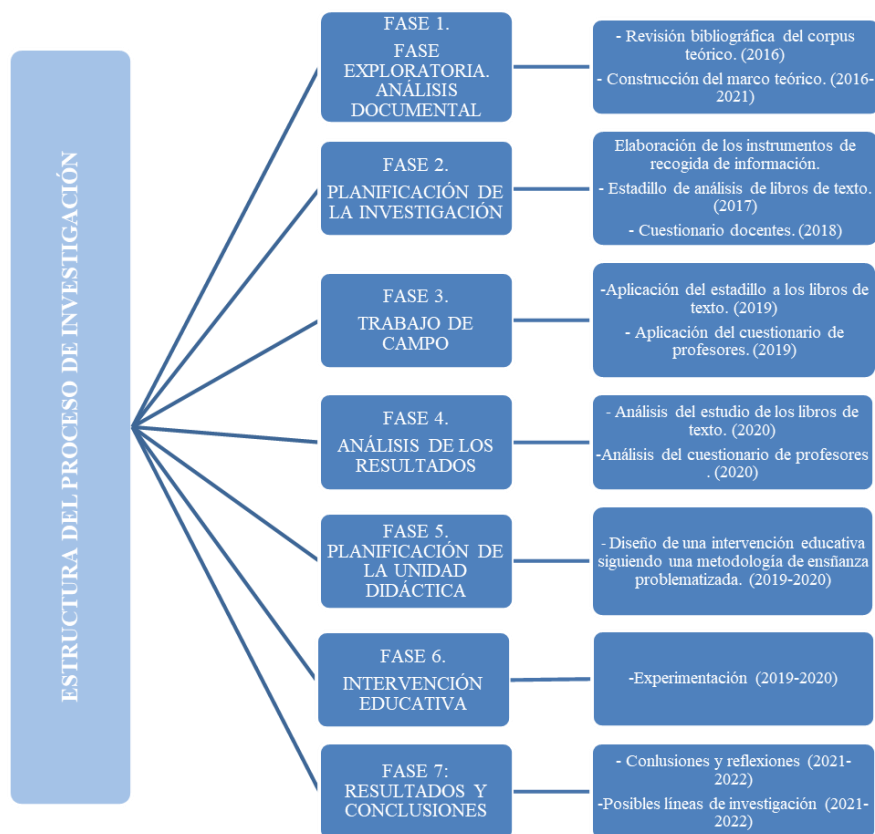 ESTRUCTURA DEL PROCESO DE INVESTIGACIÓN
FASE 1.
FASE
EXPLORATORIA.
ANÁLISIS
DOCUMENTAL
- Revisión bibliográfica del corpus
teórico. (2016)
- Construcción del marco teórico. (2016-
2021)
FASE 2.
PLANIFICACIÓN DE
LA INVESTIGACIÓN
Elaboración de los instrumentos de
recogida de información.
- Estadillo de análisis de libros de texto.
(2017)
- Cuestionario docentes. (2018)
FASE 3.
TRABAJO DE
CAMPO
-Aplicación del estadillo a los libros de
texto. (2019)
- Aplicación del cuestionario de
profesores. (2019)
FASE 4.
ANÁLISIS DE LOS
RESULTADOS
- Análisis del estudio de los libros de
texto. (2020)
-Análisis del cuestionario de profesores
. (2020)
FASE 5.
PLANIFICACIÓN DE
LA UNIDAD
DIDÁCTICA
- Diseño de una intervención educativa
siguiendo una metodología de ensñanza
problematizada. (2019-2020)
FASE 6.
INTERVENCIÓN
EDUCATIVA
-Experimentación (2019-2020)
FASE 7:
RESULTADOS Y
CONCLUSIONES
- Conlusiones y reflexiones (2021-
2022)
-Posibles líneas de investigación (2021-
2022)